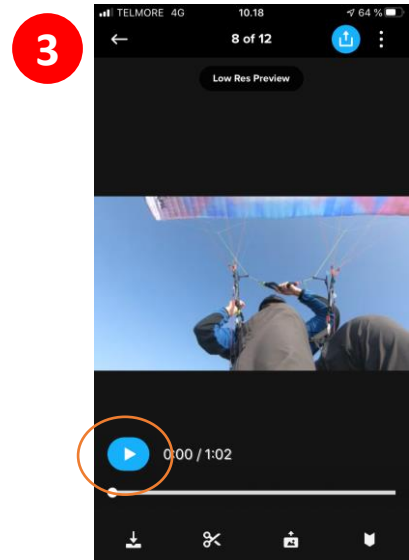 3
TELMORE 4G 10.18 64 %
8 of 12
Low Res Preview
0:00 / 1:02